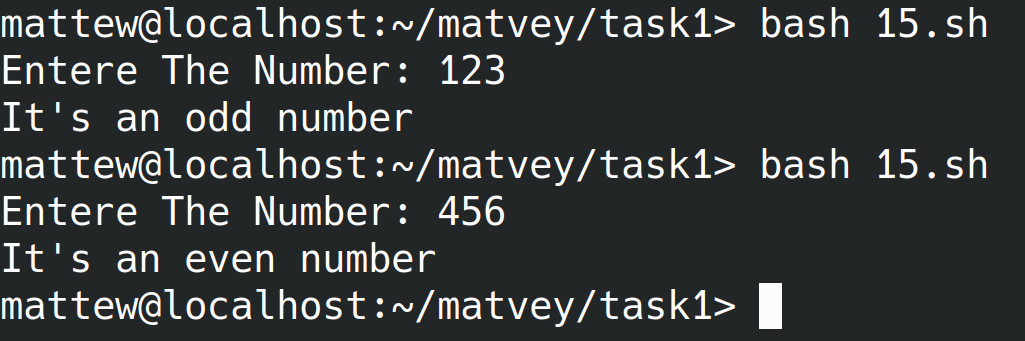 mattew@localhost:~/matvey/task1> bash 15.sh
Entere The Number: 123
It's an odd number
mattew@localhost:~/matvey/task1> bash 15.sh
Entere The Number: 456
It's an even number
mattew@localhost:~/matvey/task1>